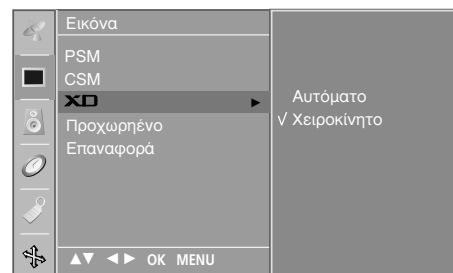 Εικόνα
PSM
CSM
XD ►
Προχωρηένο
Επαναφορά
Αυτόματο
√ Χειροκίνητο
▲▼ ◄► OK MENU